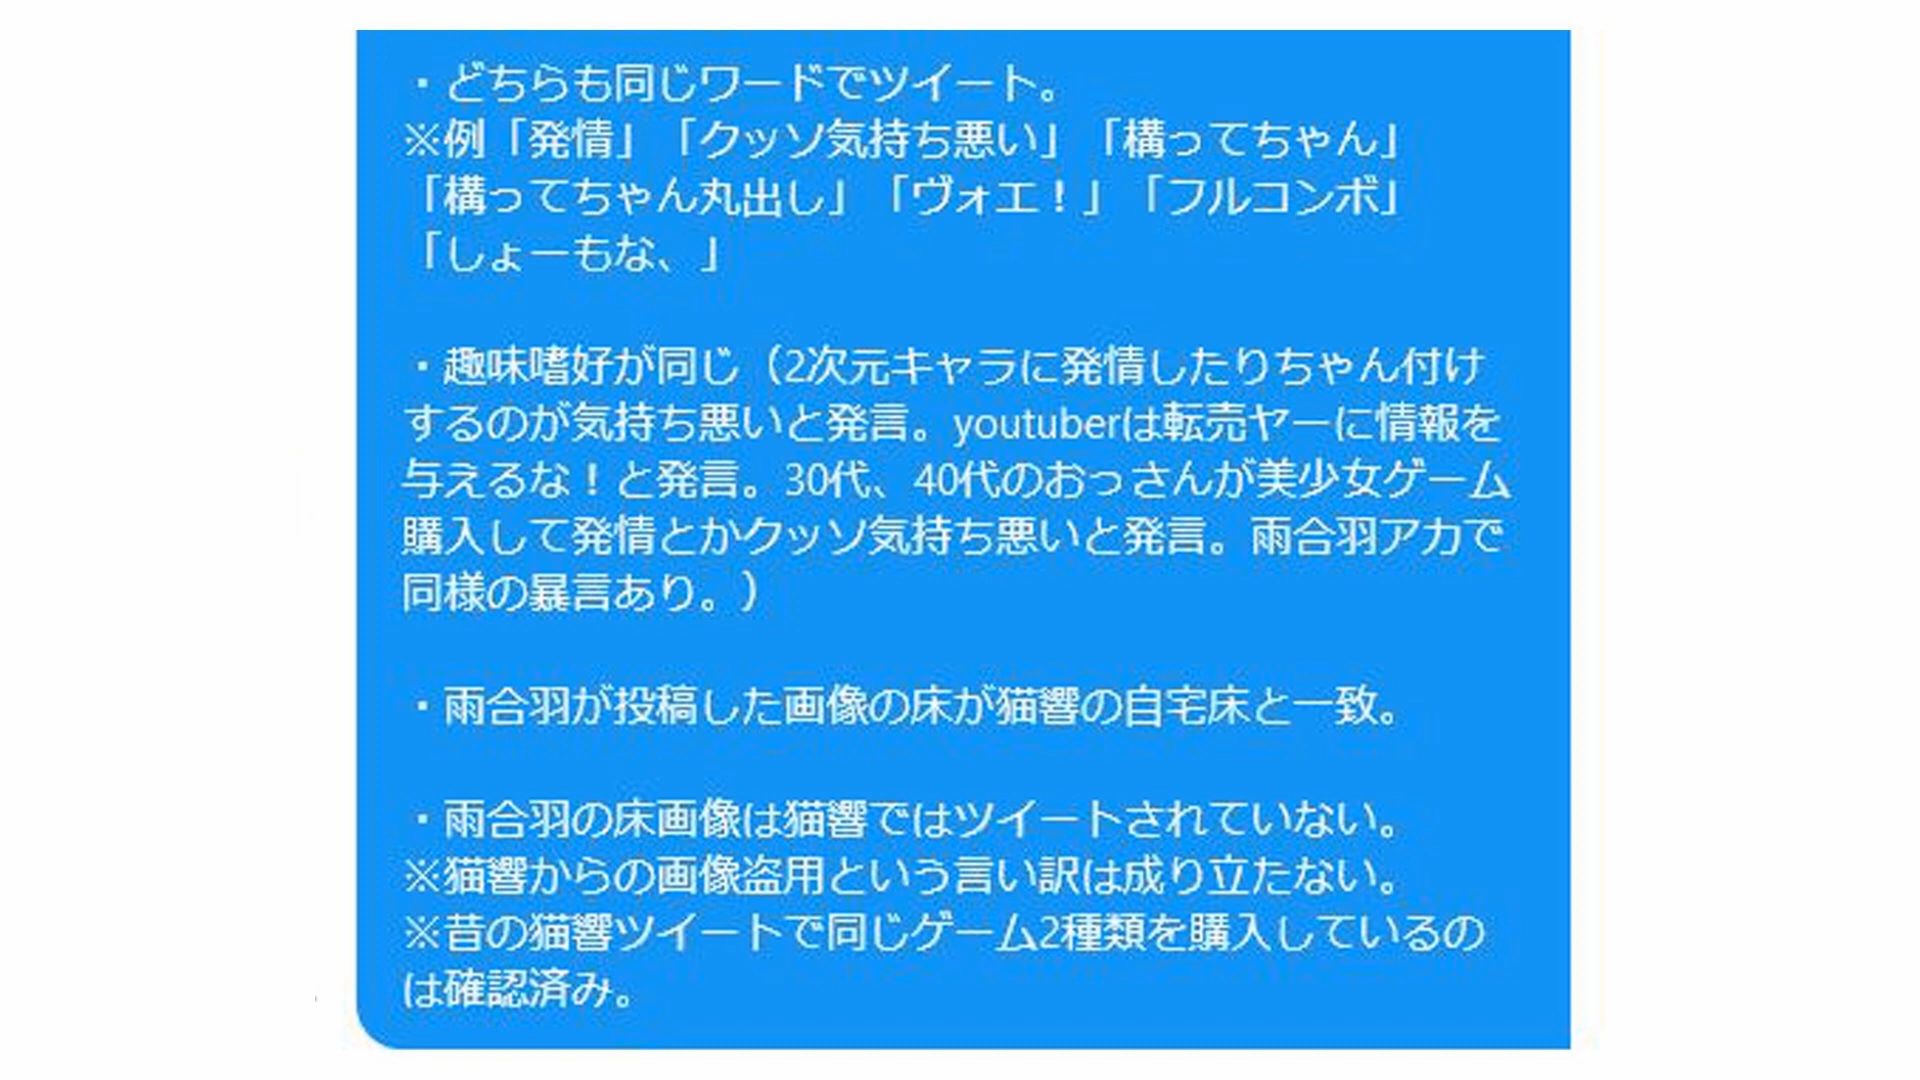 ・どちらも同じワードでツイート。
※例「発情」「クッソ気持ち悪い」「構ってちゃん」
「構ってちゃん丸出し」「ヴォエ！」「フルコンボ」
「しょーもな、」
・趣味嗜好が同じ（2次元キャラに発情したりちゃん付け
するのが気持ち悪いと発言。youtuberは転売ヤーに情報を
与えるな！と発言。30代、40代のおっさんが美少女ゲーム
購入して発情とかクッソ気持ち悪いと発言。雨合羽アカで
同様の暴言あり。）
・雨合羽が投稿した画像の床が猫響の自宅床と一致。
・雨合羽の床画像は猫響ではツイートされていない。
※猫響からの画像盗用という言い訳は成り立たない。
※昔の猫響ツイートで同じゲーム2種類を購入しているの
は確認済み。